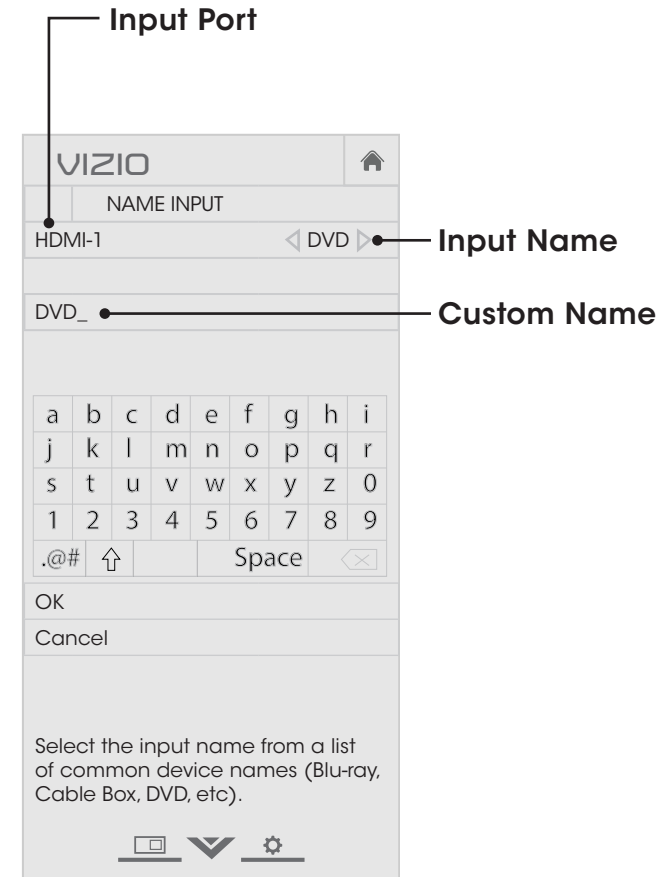 Input Port
VIZIO
NAME INPUT
HDMI-1 DVD Input Name
DVD_ Custom Name
a b c d e f g h i
j k l m n o p q r
s t u v w x y z 0
1 2 3 4 5 6 7 8 9
.@# Space
OK
Cancel
Select the input name from a list
of common device names (Blu-ray,
Cable Box, DVD, etc).